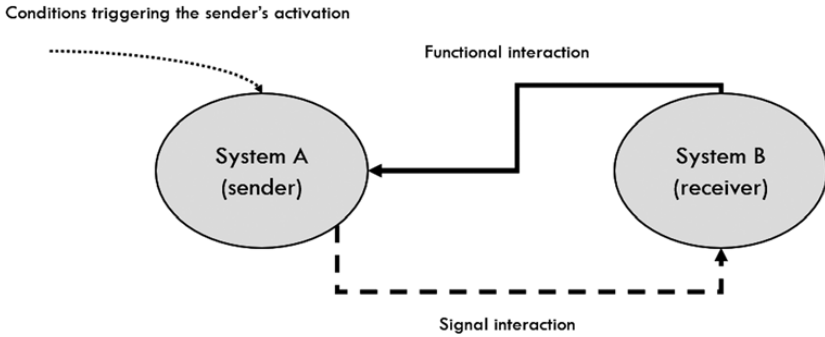 Conditions triggering the sender's activation
Functional interaction
System A
(sender)
System B
(receiver)
Signal interaction